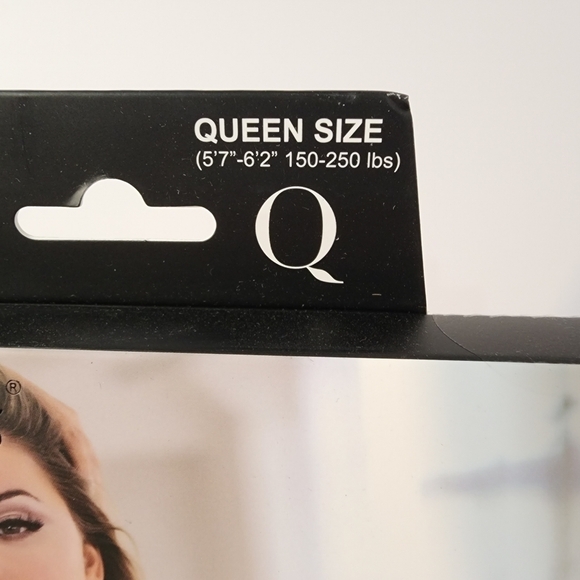 QUEEN SIZE
(5'7"-6'2" 150-250 lbs)
Q
®